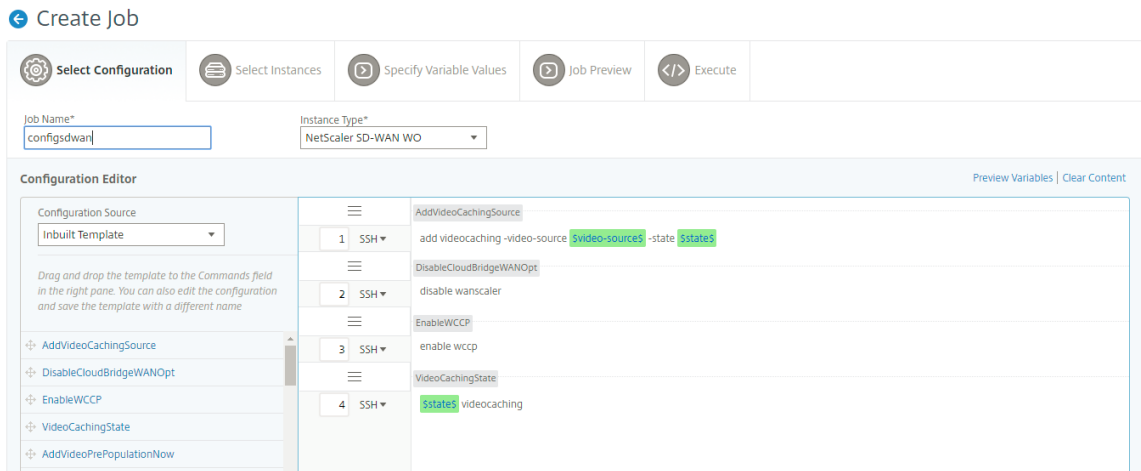 Create Job
Select Configuration
Select Instances
Specify Variable Values
Job Preview
Execute
Job Name*
Instance Type*
configsdwan
NetScaler SD-WAN WO
Configuration Editor
Preview Variables | Clear Content
Configuration Source
Inbuilt Template
Drag and drop the template to the Commands field
in the right pane. You can also edit the configuration
and save the template with a different name
AddVideoCachingSource
DisableCloudBridgeWANOpt
EnableWCCP
VideoCachingState
AddVideoPrePopulationNow
AddVideoCachingSource
1 SSH add videocaching -video-source $video-source$ -state $state$
DisableCloudBridgeWANOpt
2 SSH disable wanscaler
EnableWCCP
3 SSH enable wccp
VideoCachingState
4 SSH $state$ videocaching